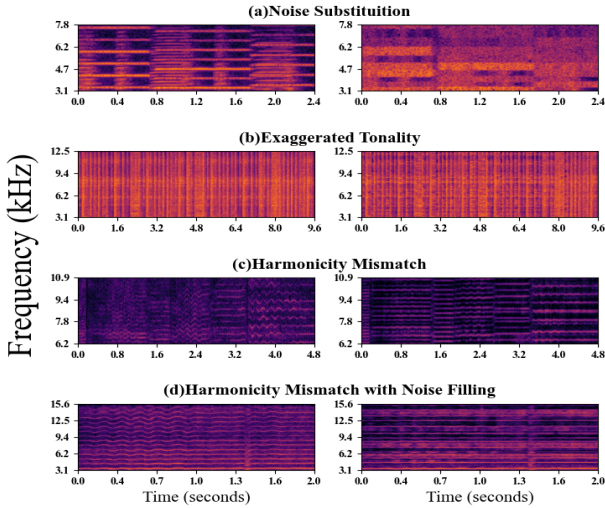 (a)Noise Substituition
7.8
6.2
4.7
3.1
0.0 0.4 0.8 1.2 1.6 2.0 2.4
7.8
6.2
4.7
3.1
0.0 0.4 0.8 1.2 1.6 2.0 2.4
(b)Exaggerated Tonality
12.5
9.4
6.2
3.1
0.0 1.6 3.2 4.8 6.4 8.0 9.6
12.5
9.4
6.2
3.1
0.0 1.6 3.2 4.8 6.4 8.0 9.6
Frequency (kHz)
(c)Harmonicity Mismatch
10.9
9.4
7.8
6.2
0.0 0.8 1.6 2.4 3.2 4.0 4.8
10.9
9.4
7.8
6.2
0.0 0.8 1.6 2.4 3.2 4.0 4.8
(d)Harmonicity Mismatch with Noise Filling
15.6
12.5
9.4
6.2
3.1
0.0 0.4 0.7 1.0 1.3 1.6 2.0
Time (seconds)
15.6
12.5
9.4
6.2
3.1
0.0 0.4 0.7 1.0 1.3 1.6 2.0
Time (seconds)